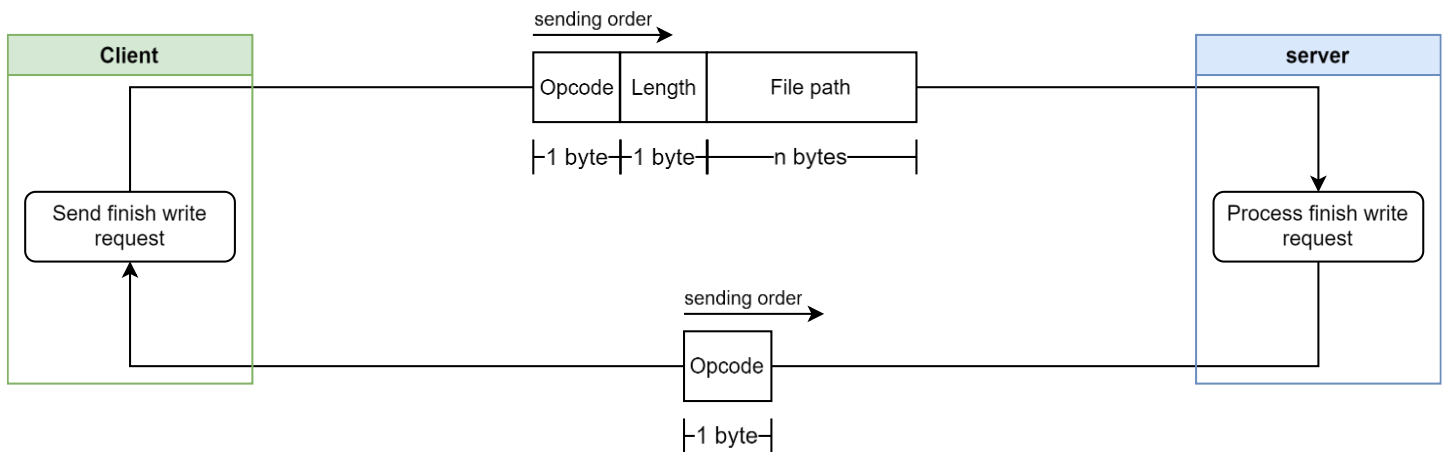 sending order
Client
server
Opcode
Length
File path
1 byte
1 byte
n bytes
Send finish write
request
Process finish write
request
sending order
Opcode
1 byte